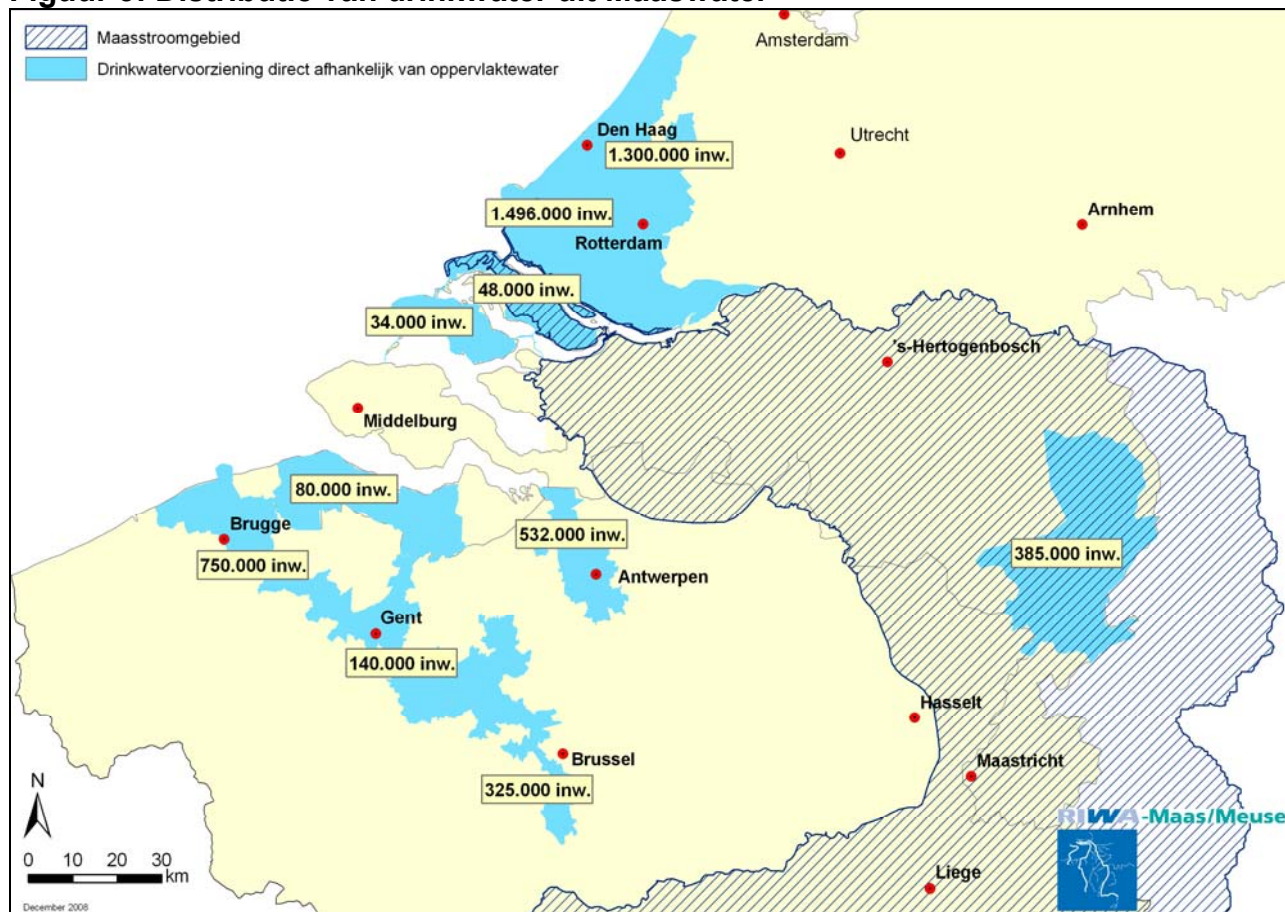 Maasstroomgebied
Drinkwatervoorziening direct afhankelijk van oppervlaktewater
Amsterdam
Den Haag
1.300.000 inw.
Utrecht
1.496.000 inw.
Rotterdam
Arnhem
48.000 inw.
34.000 inw.
's-Hertogenbosch
Middelburg
80.000 inw.
Brugge
532.000 inw.
750.000 inw.
Antwerpen
385.000 inw.
Gent
140.000 inw.
Hasselt
Brussel
Maastricht
325.000 inw.
N
RIWA-Maas/Meuse
0 10 20 30
km
Liege
December 2008